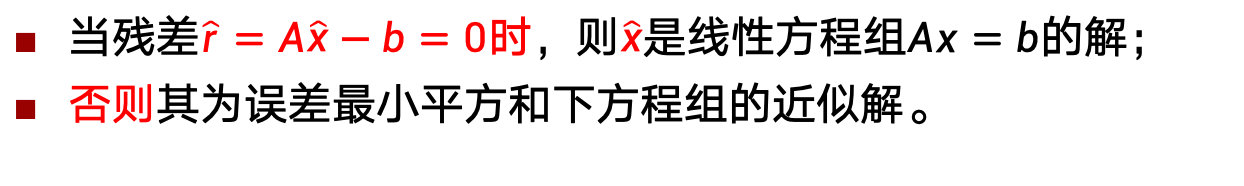 ▪ 当残差r̂ = Ax̂ − b = 0时，则x̂是线性方程组Ax = b的解；
▪ 否则其为误差最小平方和下方程组的近似解。